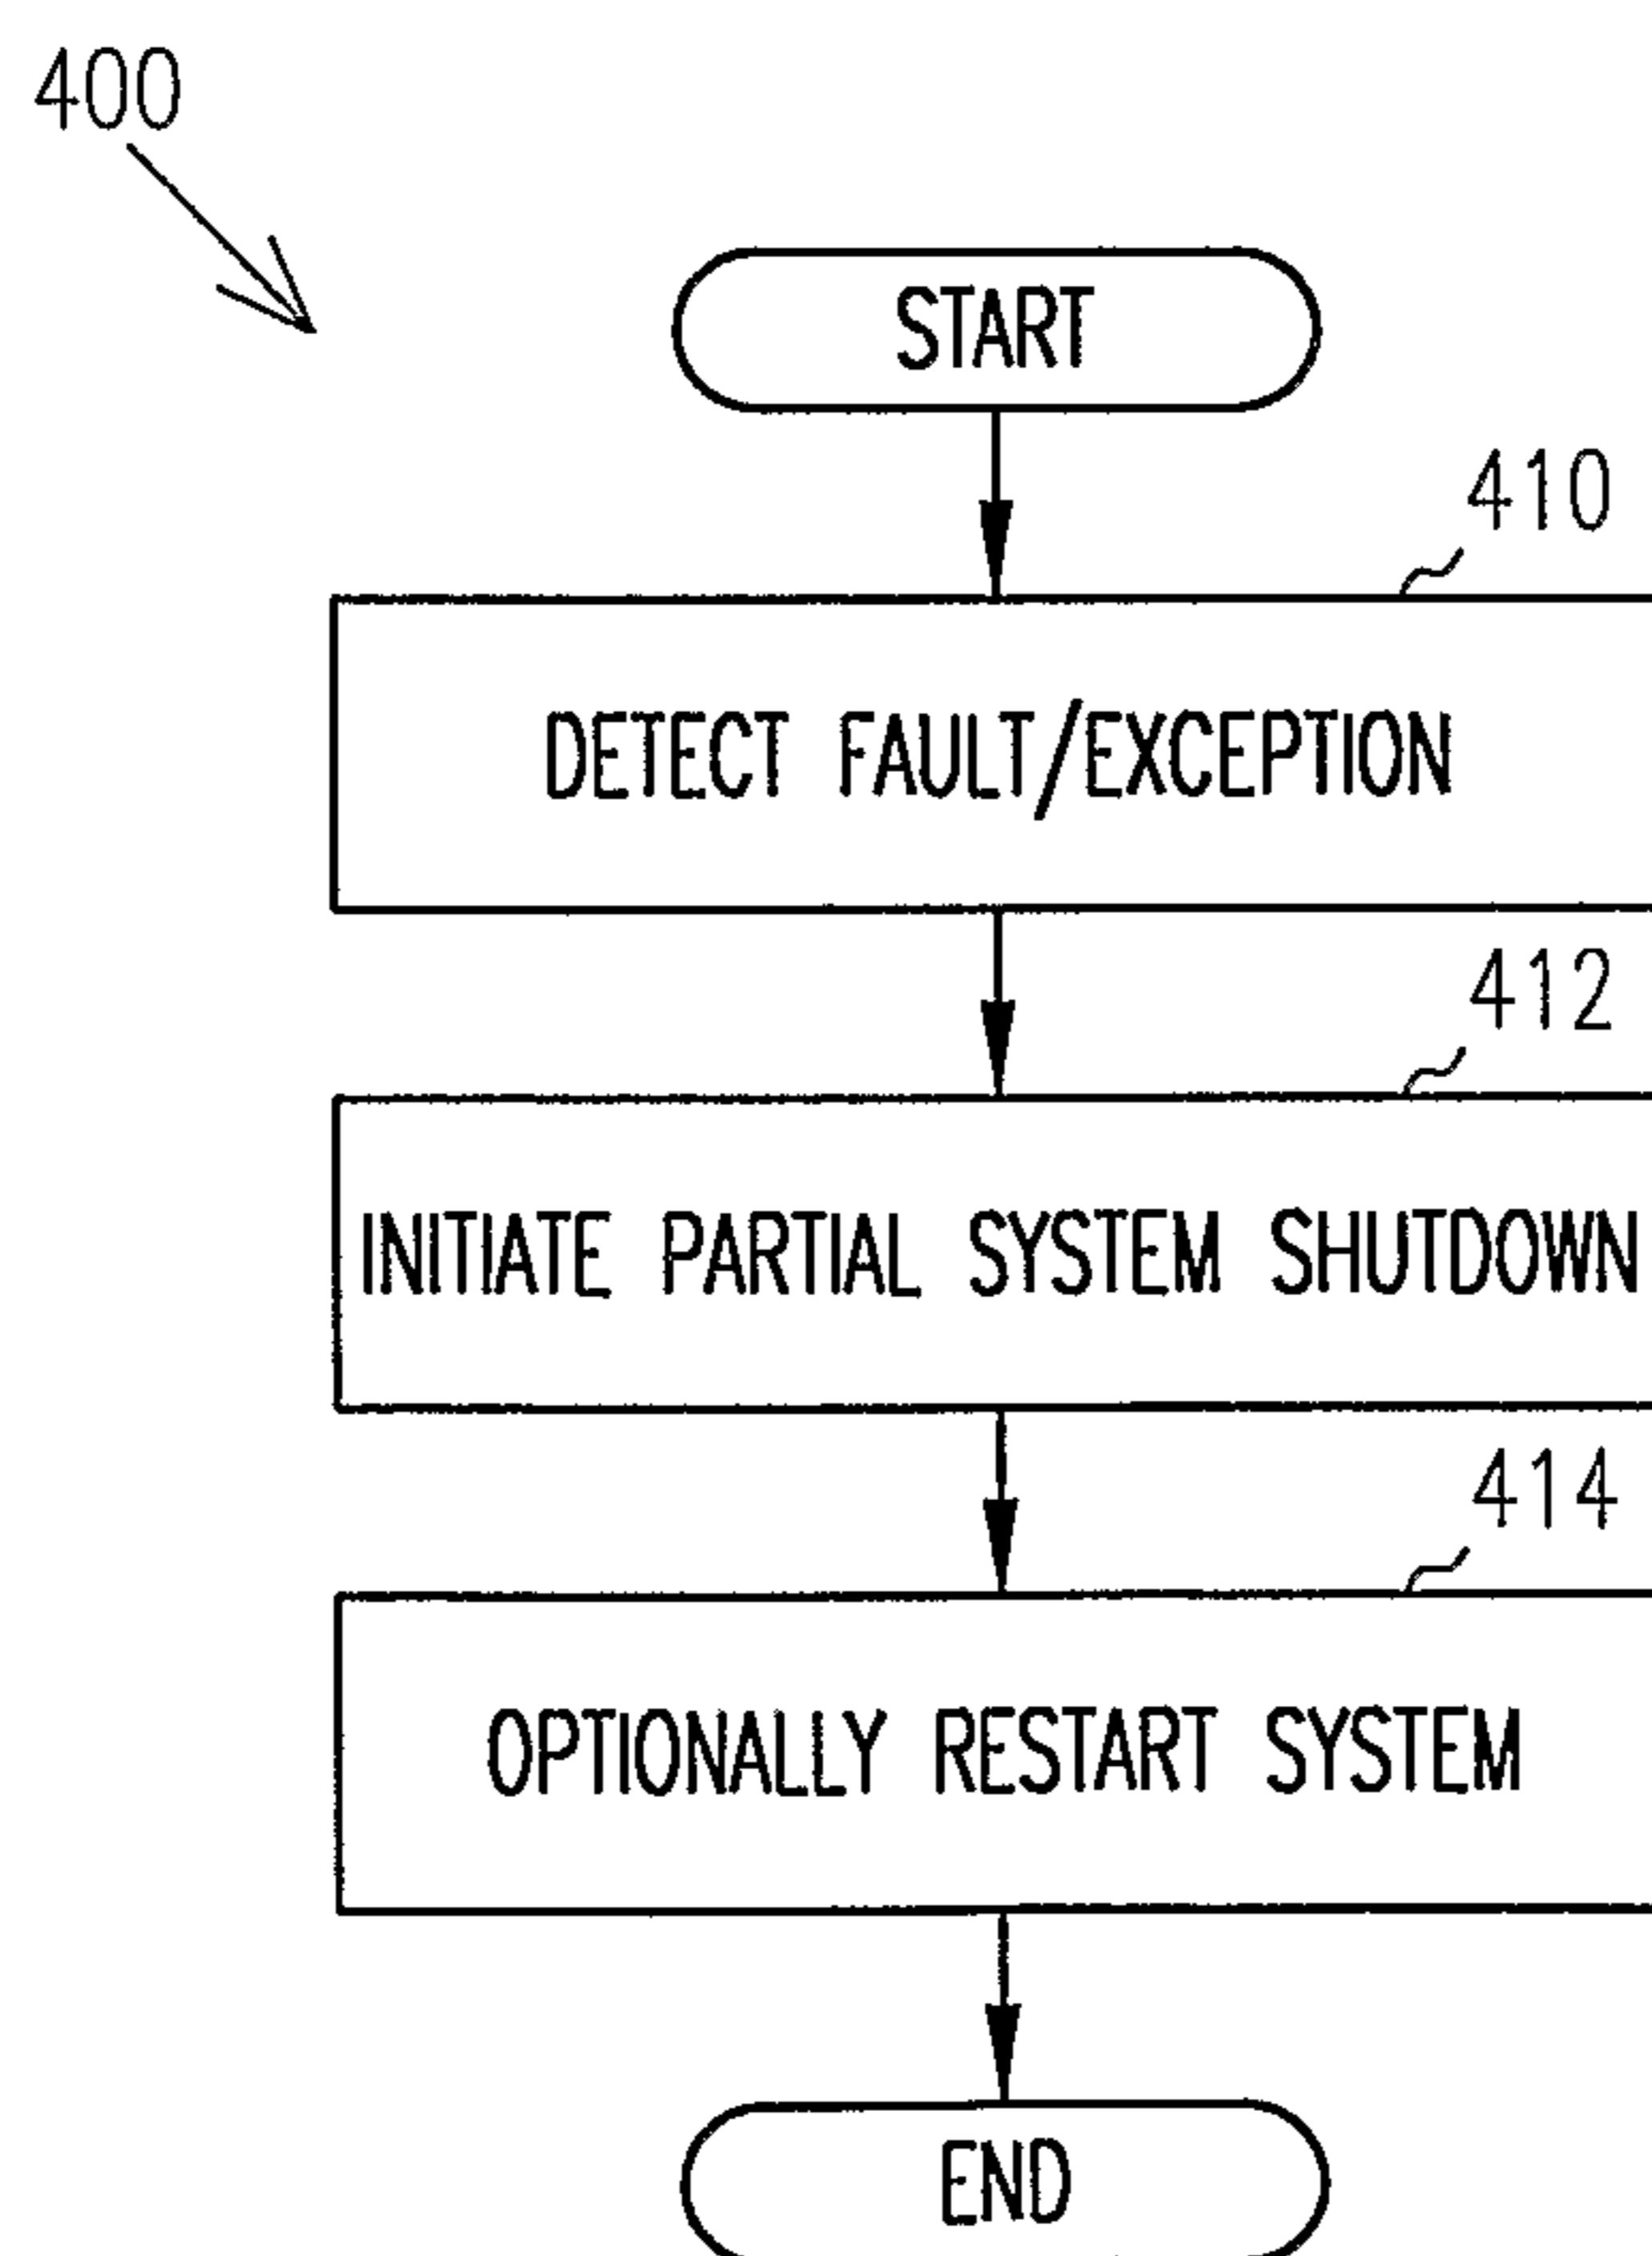 400
START
410
DETECT FAULT/EXCEPTION
412
INITIATE PARTIAL SYSTEM SHUTDOWN
414
OPTIONALLY RESTART SYSTEM
END